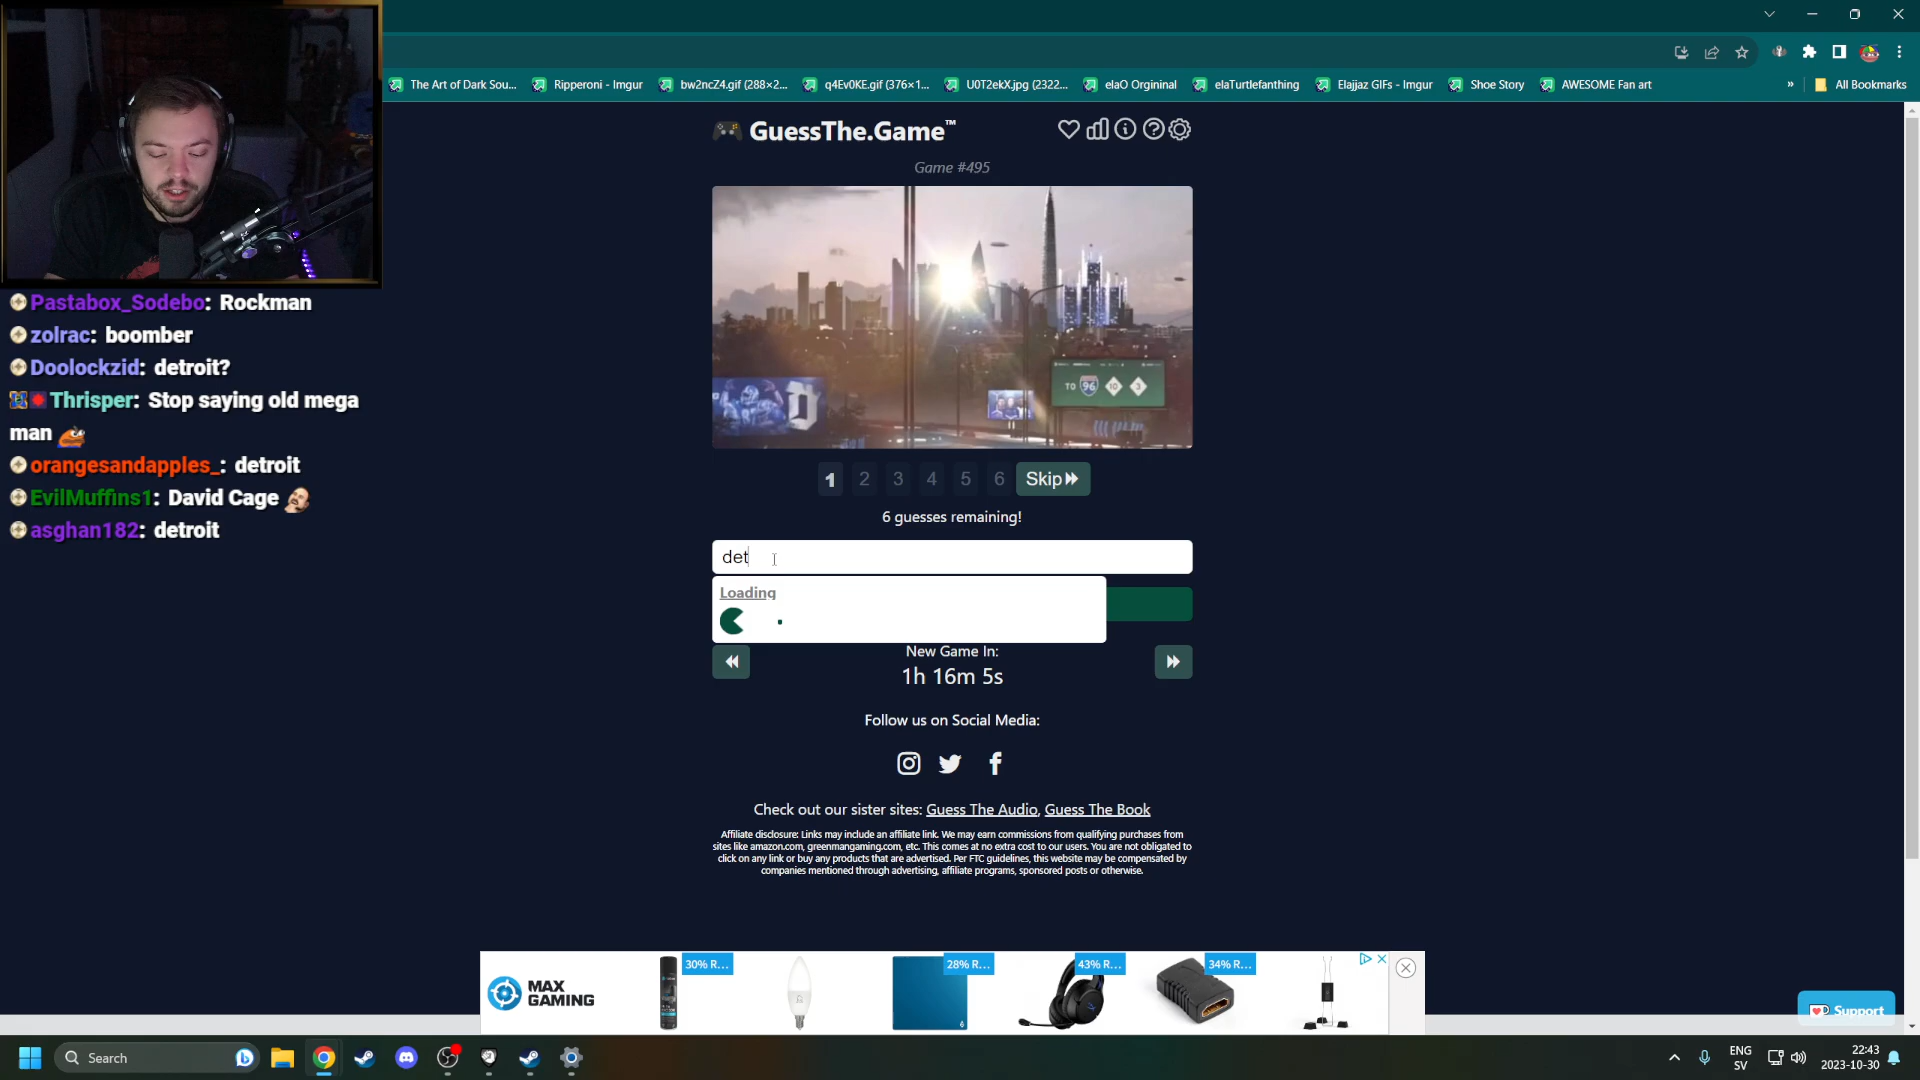 The Art of Dark Sou...
Ripperoni - Imgur
bw2ncZ4.gif (288×2...
q4Ev0KE.gif (376×1...
U0T2ekX.jpg (2322...
elaO Orgininal
elaTurtlefanthing
Elajjaz GIFs - Imgur
Shoe Story
AWESOME Fan art
»
All Bookmarks
GuessThe.Game™
Game #495
TO 96 10 3
1 2 3 4 5 6 Skip
6 guesses remaining!
det
Loading
New Game In:
1h 16m 5s
Follow us on Social Media:
Check out our sister sites: Guess The Audio, Guess The Book
Affiliate disclosure: Links may include an affiliate link. We may earn commissions from qualifying purchases from
sites like amazon.com, greenmangaming.com, etc. This comes at no extra cost to our users. You are not obligated to
click on any link or buy any products that are advertised. Per FTC guidelines, this website may be compensated by
companies mentioned through advertising, affiliate programs, sponsored posts or otherwise.
Pastabox_Sodebo: Rockman
zolrac: boomber
Doolockzid: detroit?
Thrisper: Stop saying old mega
man
orangesandapples_: detroit
EvilMuffins1: David Cage
asghan182: detroit
MAX
GAMING
30% R...
28% R...
43% R...
34% R...
Support
Search
ENG
SV
22:43
2023-10-30